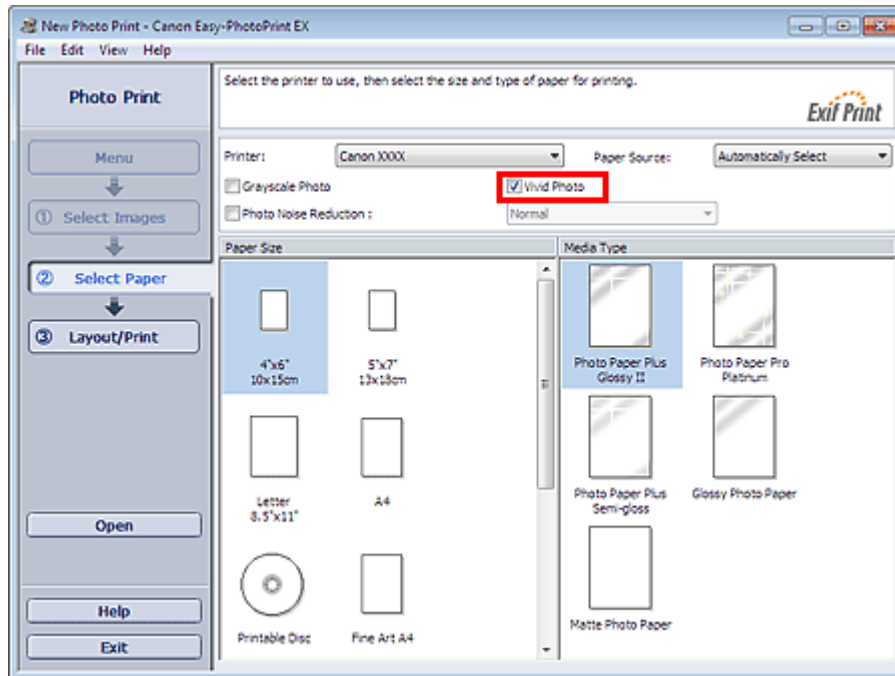 New Photo Print - Canon Easy-PhotoPrint EX
File Edit View Help
Photo Print
Menu
① Select Images
② Select Paper
③ Layout/Print
Open
Help
Exit
Select the printer to use, then select the size and type of paper for printing.
Exif Print
Printer: Canon XXXX Paper Source: Automatically Select
Grayscale Photo Vivid Photo
Photo Noise Reduction : Normal
Paper Size
4"x6"
10x15cm
5"x7"
13x18cm
Letter
8.5"x11"
A4
Printable Disc
Fine Art A4
Media Type
Photo Paper Plus
Glossy II
Photo Paper Pro
Platinum
Photo Paper Plus
Semi-gloss
Glossy Photo Paper
Matte Photo Paper